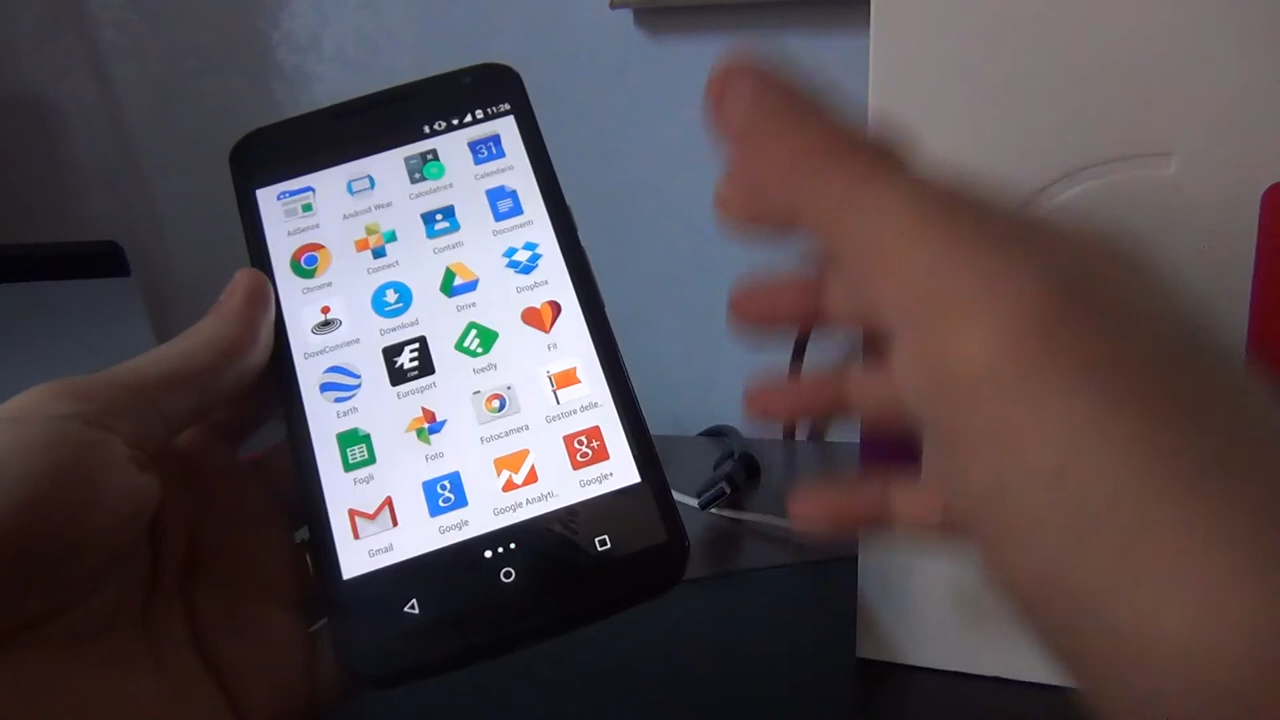 11:26
AdSense
Android Wear
Calcolatrice
31
Calendario
Chrome
Connect
Contatti
Documenti
DoveConviene
Download
Drive
Dropbox
Earth
E
.COM
Eurosport
feedly
Fit
Fogli
Foto
Fotocamera
Gestore delle..
Gmail
g
Google
Google Analyti..
g+
Google+